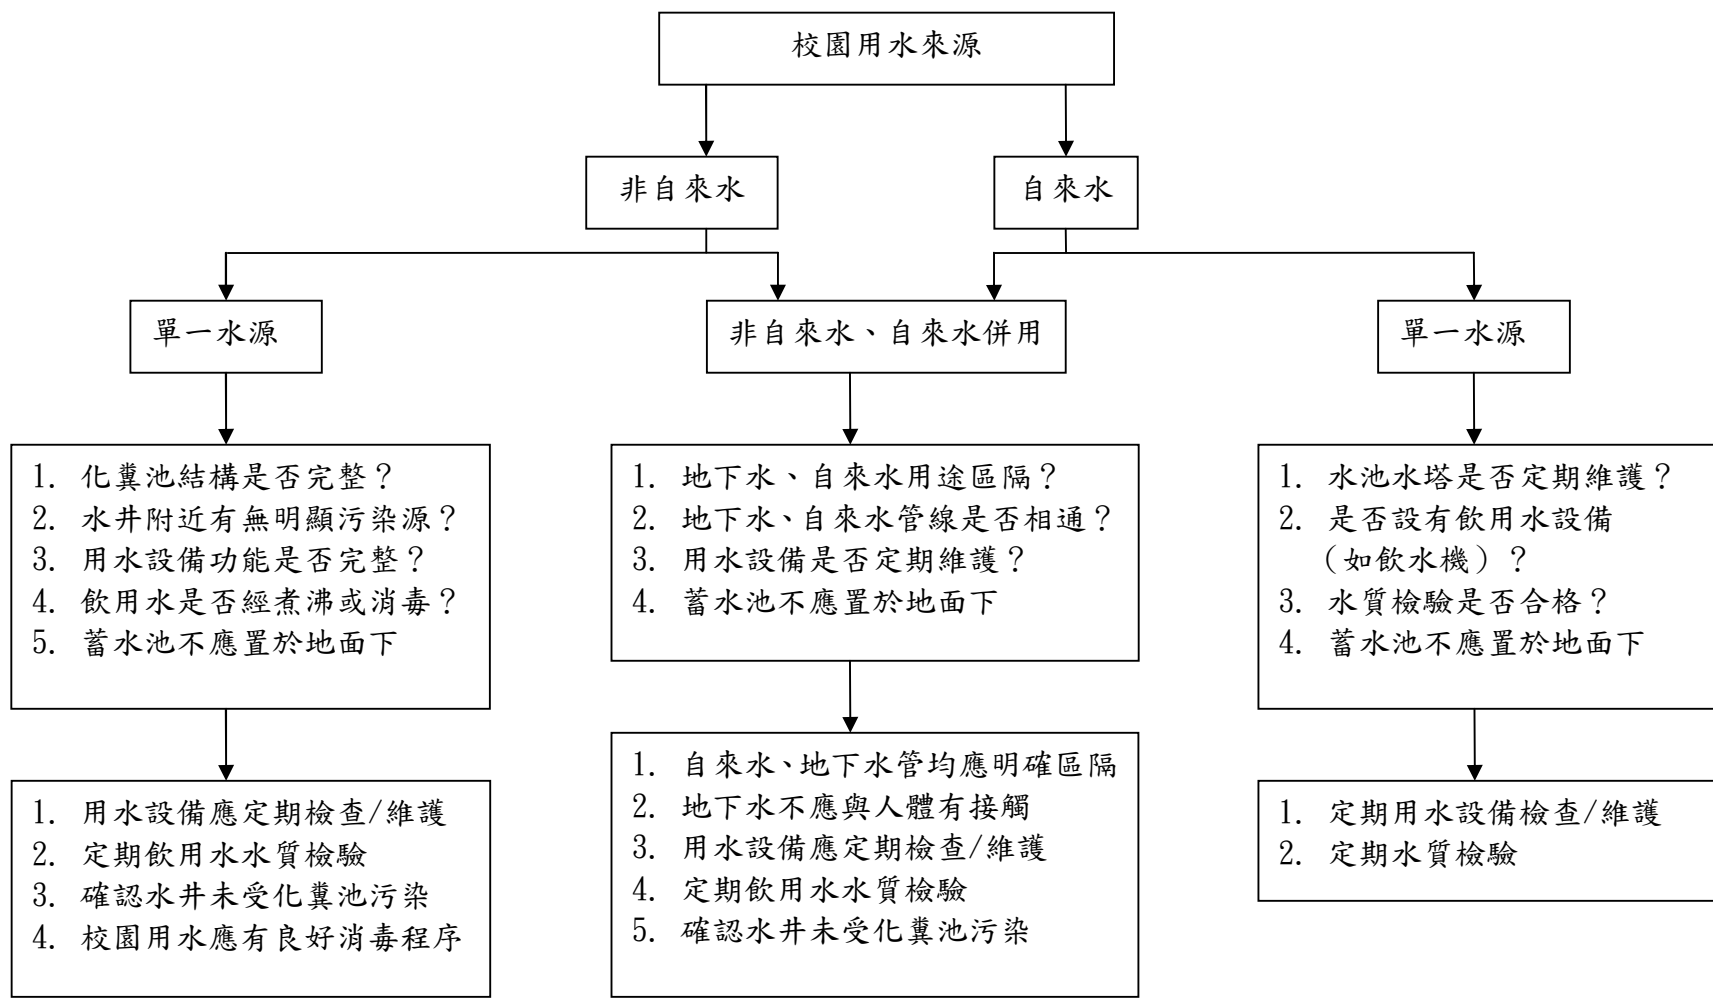 校園用水來源
非自來水
自來水
單一水源
非自來水、自來水併用
單一水源
1. 化糞池結構是否完整？
2. 水井附近有無明顯污染源？
3. 用水設備功能是否完整？
4. 飲用水是否經煮沸或消毒？
5. 蓄水池不應置於地面下
1. 地下水、自來水用途區隔？
2. 地下水、自來水管線是否相通？
3. 用水設備是否定期維護？
4. 蓄水池不應置於地面下
1. 水池水塔是否定期維護？
2. 是否設有飲用水設備
（如飲水機）？
3. 水質檢驗是否合格？
4. 蓄水池不應置於地面下
1. 用水設備應定期檢查/維護
2. 定期飲用水水質檢驗
3. 確認水井未受化糞池污染
4. 校園用水應有良好消毒程序
1. 自來水、地下水管均應明確區隔
2. 地下水不應與人體有接觸
3. 用水設備應定期檢查/維護
4. 定期飲用水水質檢驗
5. 確認水井未受化糞池污染
1. 定期用水設備檢查/維護
2. 定期水質檢驗